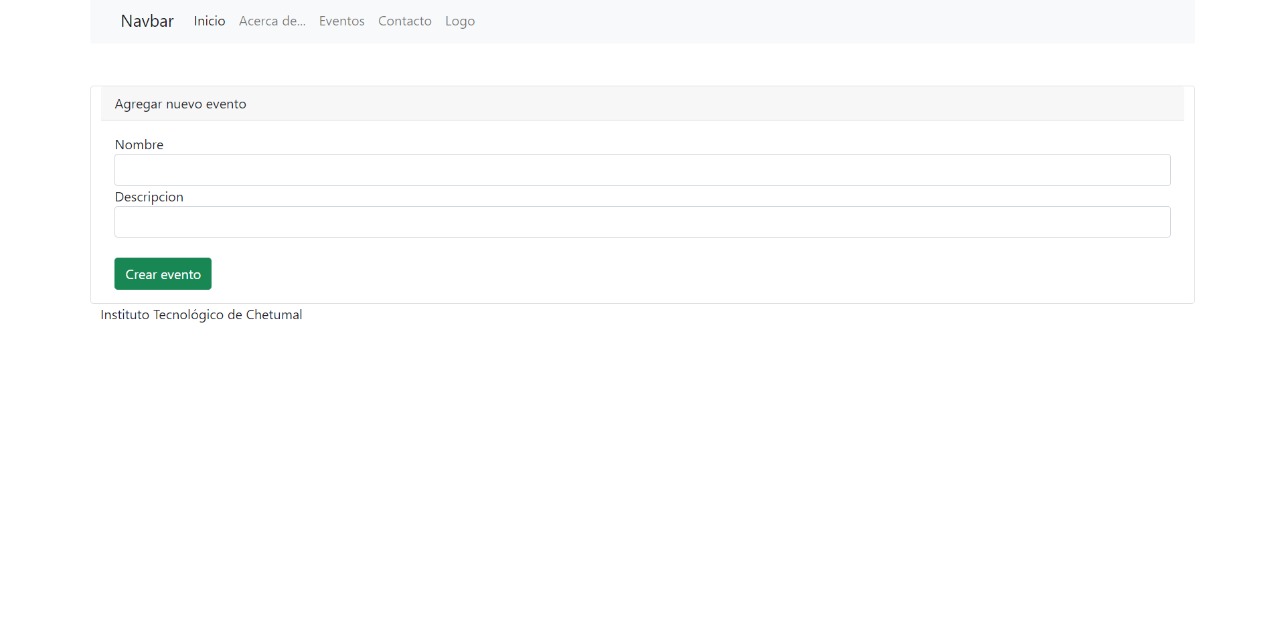 Navbar Inicio Acerca de... Eventos Contacto Logo
Agregar nuevo evento
Nombre
Descripcion
Crear evento
Instituto Tecnológico de Chetumal